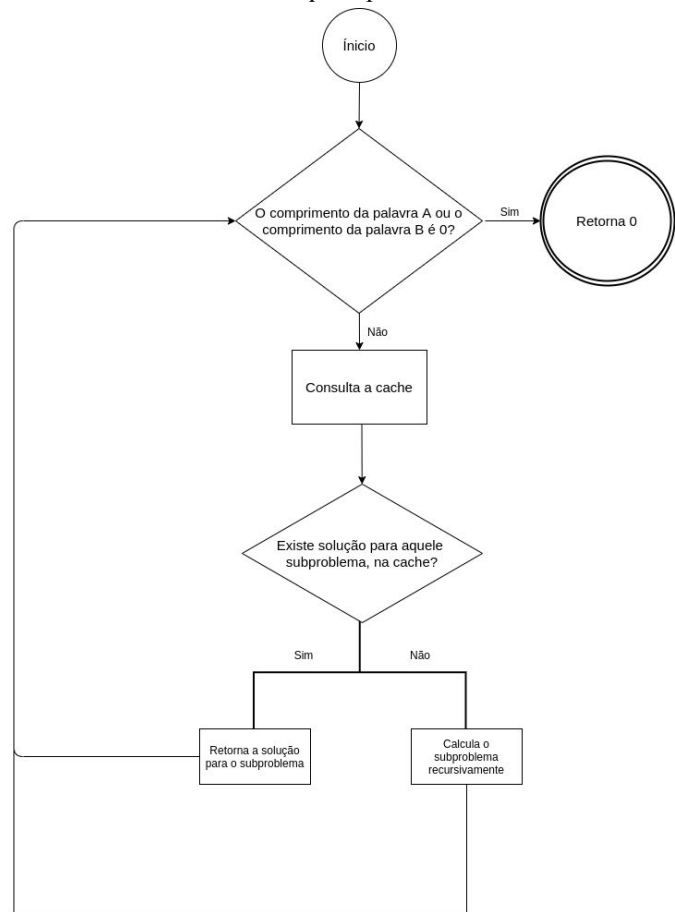 Ínicio
O comprimento da palavra A ou o
comprimento da palavra B é 0?
Sim
Retorna 0
Não
Consulta a cache
Existe solução para aquele
subproblema, na cache?
Sim
Não
Retorna a solução
para o subproblema
Calcula o
subproblema
recursivamente